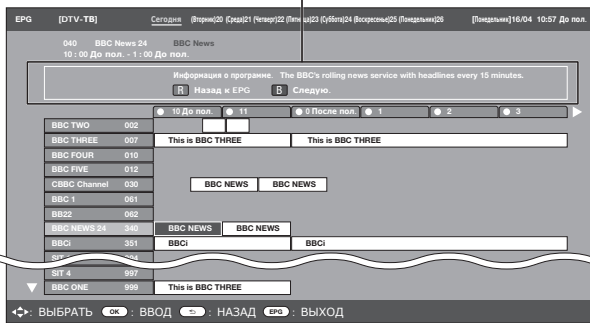 EPG [DTV-TB] Сегодня (Вторник)20 (Среда)21 (Четверг)22 (Пятница)23 (Суббота)24 (Воскресенье)25 (Понедельник)26 [Понедельник]16/04 10:57 До пол.
040 BBC News 24 BBC News
10 : 00 До пол. - 1 : 00 До пол.
Информация о программе. The BBC's rolling news service with headlines every 15 minutes.
R Назад к EPG B Следую.
10 До пол. 11 0 После пол. 1 2 3
BBC TWO 002
BBC THREE 007 This is BBC THREE This is BBC THREE
BBC FOUR 010
BBC FIVE 012
CBBC Channel 030 BBC NEWS BBC NEWS
BBC 1 061
BB22 062
BBC NEWS 24 340 BBC NEWS BBC NEWS
BBCi 351 BBCi BBCi
SIT 4 997
BBC ONE 999 This is BBC THREE
: ВЫБРАТЬ OK : ВВОД : НАЗАД EPG : ВЫХОД